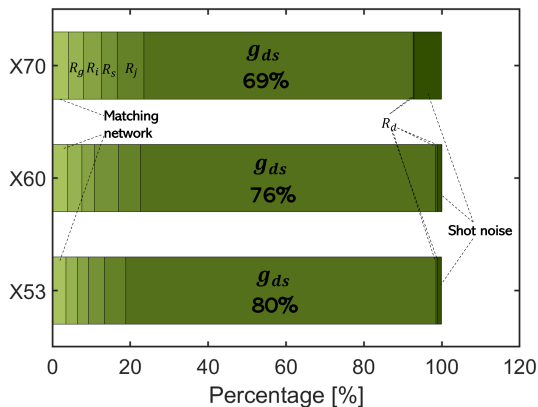 X70
g_ds
69%
R_g R_i R_s R_j
Matching
network
R_d
X60
g_ds
76%
Shot noise
X53
g_ds
80%
0 20 40 60 80 100 120
Percentage [%]